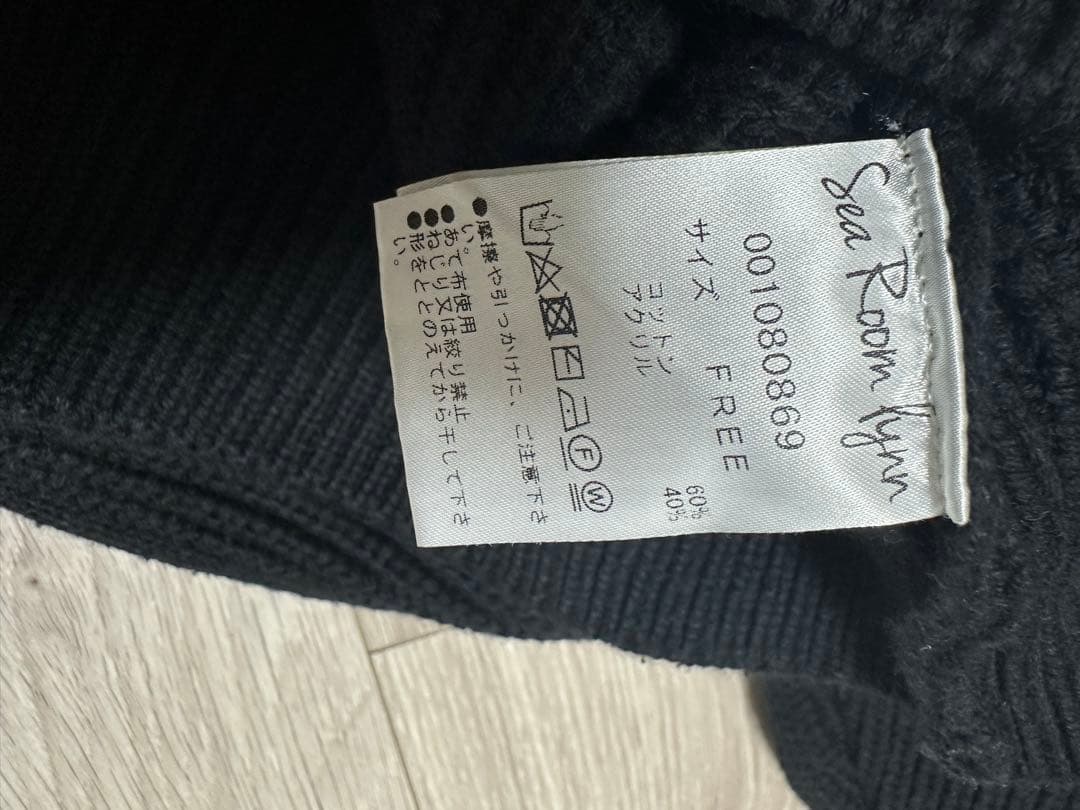 Sea Room lynn
001080869
サイズ FREE
コットン 60%
アクリル 40%
F W
●摩擦や引っかけに、ご注意下さ
い。
●あて布使用
●ねじり又は絞り禁止
●形をととのえてから干して下さ
い。